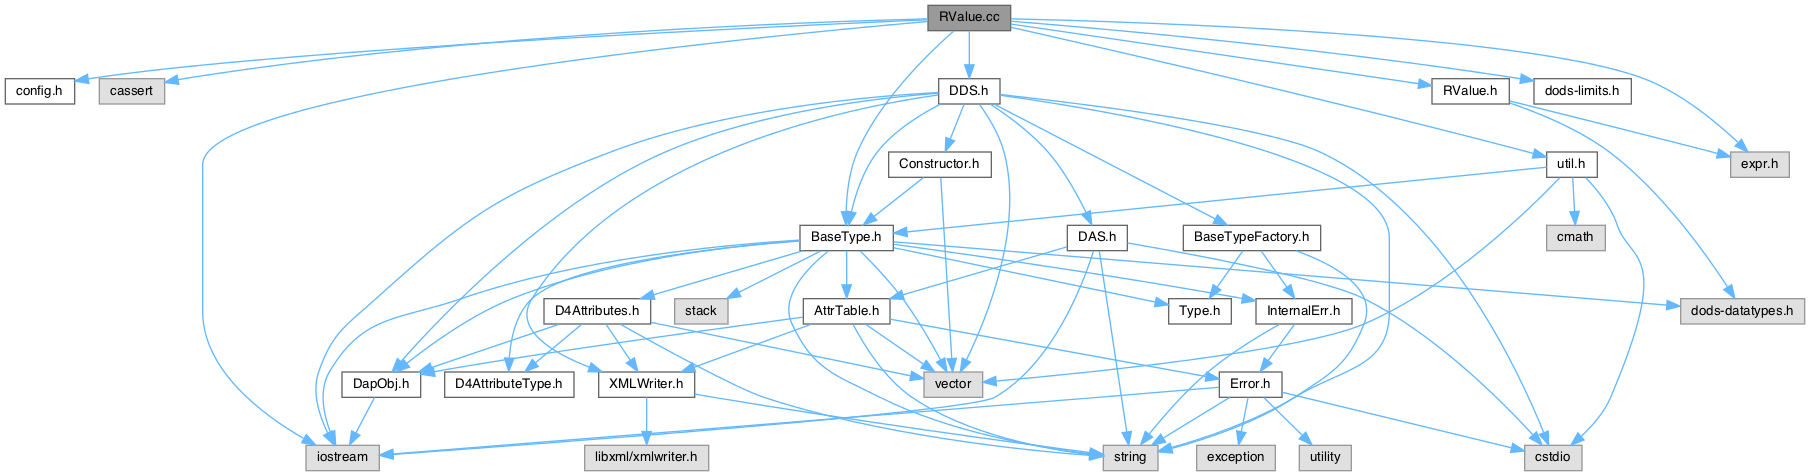 RValue.cc
config.h
cassert
DDS.h
RValue.h
dods-limits.h
Constructor.h
util.h
expr.h
BaseType.h
DAS.h
BaseTypeFactory.h
cmath
D4Attributes.h
stack
AttrTable.h
Type.h
InternalErr.h
dods-datatypes.h
DapObj.h
D4AttributeType.h
XMLWriter.h
vector
Error.h
iostream
libxml/xmlwriter.h
string
exception
utility
cstdio